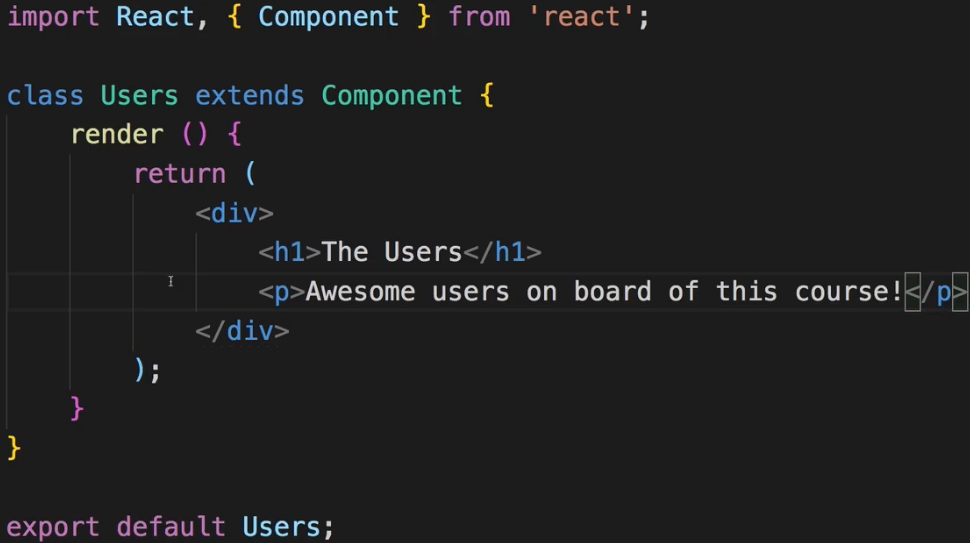 import React, { Component } from 'react';
class Users extends Component {
render () {
return (
<div>
<h1>The Users</h1>
<p>Awesome users on board of this course!</p>
</div>
);
}
}
export default Users;